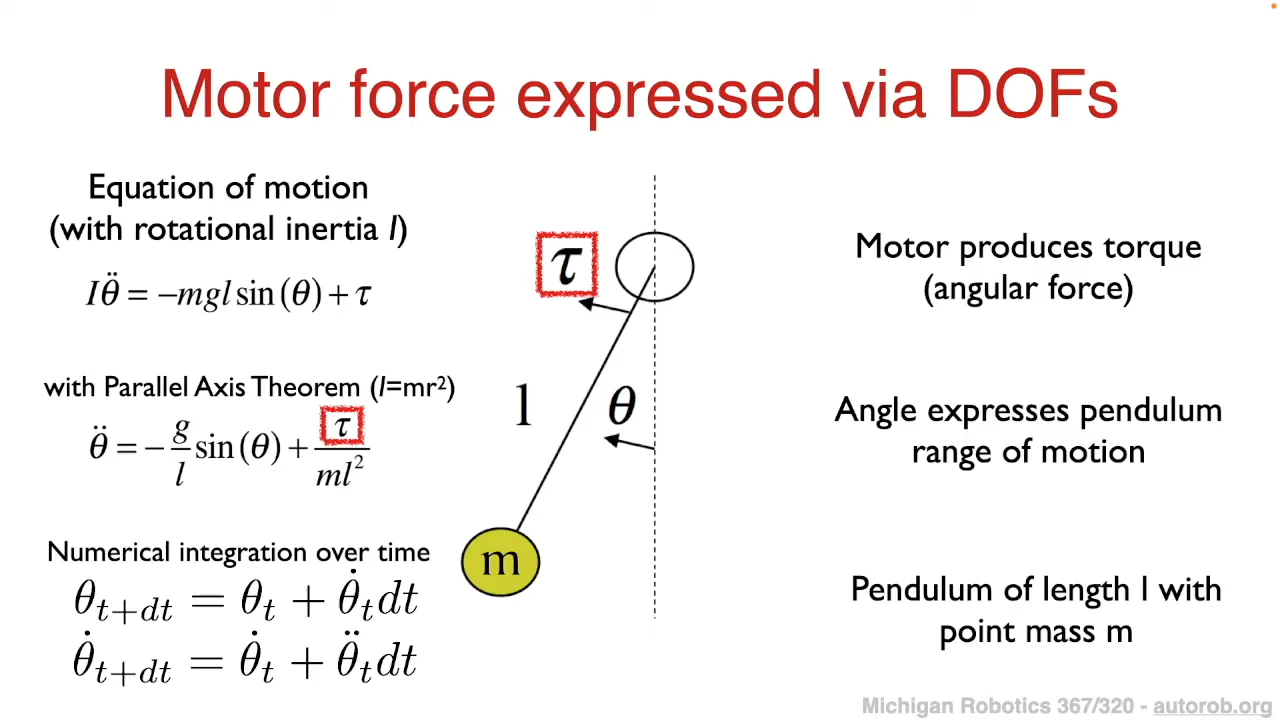 Motor force expressed via DOFs
Equation of motion
(with rotational inertia I)
Iθ̈ = −mgl sin(θ) + τ
with Parallel Axis Theorem (I=mr²)
θ̈ = − g/l sin(θ) + τ/ml²
Numerical integration over time
θ_{t+dt} = θ_t + θ̇_t dt
θ̇_{t+dt} = θ̇_t + θ̈_t dt
τ
l
θ
m
Motor produces torque
(angular force)
Angle expresses pendulum
range of motion
Pendulum of length l with
point mass m
Michigan Robotics 367/320 - autorob.org